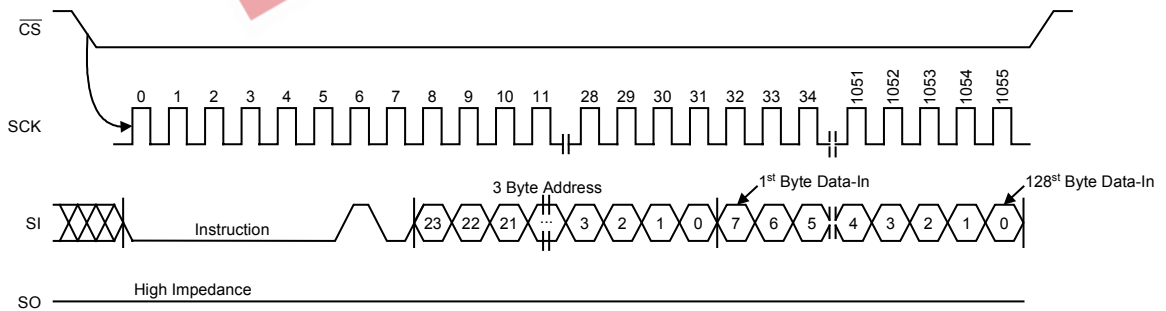 CS
0 1 2 3 4 5 6 7 8 9 10 11 28 29 30 31 32 33 34 1051 1052 1053 1054 1055
SCK
3 Byte Address
1st Byte Data-In
128st Byte Data-In
SI
Instruction
23 22 21 ... 3 2 1 0 7 6 5 4 3 2 1 0
High Impedance
SO